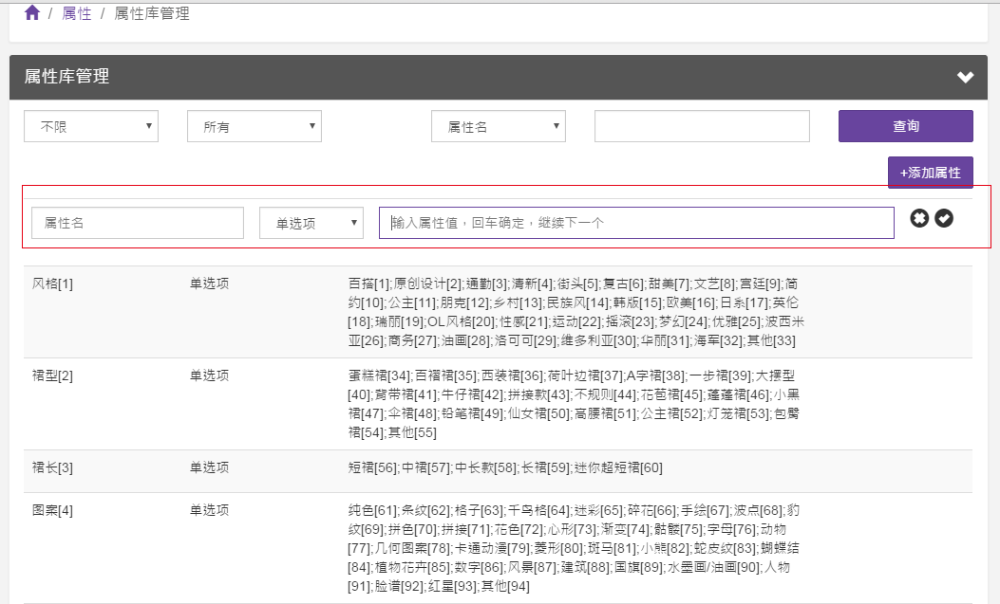 / 属性 / 属性库管理
属性库管理
不限 所有 属性名 查询
+添加属性
属性名 单选项 输入属性值，回车确定，继续下一个
风格[1] 单选项 百搭[1];原创设计[2];通勤[3];清新[4];街头[5];复古[6];甜美[7];文艺[8];宫廷[9];简
约[10];公主[11];朋克[12];乡村[13];民族风[14];韩版[15];欧美[16];日系[17];英伦
[18];瑞丽[19];OL风格[20];性感[21];运动[22];摇滚[23];梦幻[24];优雅[25];波西米
亚[26];商务[27];油画[28];洛可可[29];维多利亚[30];华丽[31];海军[32];其他[33]
裙型[2] 单选项 蛋糕裙[34];百褶裙[35];西装裙[36];荷叶边裙[37];A字裙[38];一步裙[39];大摆型
[40];背带裙[41];牛仔裙[42];拼接款[43];不规则[44];花苞裙[45];蓬蓬裙[46];小黑
裙[47];伞裙[48];铅笔裙[49];仙女裙[50];高腰裙[51];公主裙[52];灯笼裙[53];包臀
裙[54];其他[55]
裙长[3] 单选项 短裙[56];中裙[57];中长款[58];长裙[59];迷你超短裙[60]
图案[4] 单选项 纯色[61];条纹[62];格子[63];千鸟格[64];迷彩[65];碎花[66];手绘[67];波点[68];豹
纹[69];拼色[70];拼接[71];花色[72];心形[73];渐变[74];骷髅[75];字母[76];动物
[77];几何图案[78];卡通动漫[79];菱形[80];斑马[81];小熊[82];蛇皮纹[83];蝴蝶结
[84];植物花卉[85];数字[86];风景[87];建筑[88];国旗[89];水墨画/油画[90];人物
[91];脸谱[92];红星[93];其他[94]